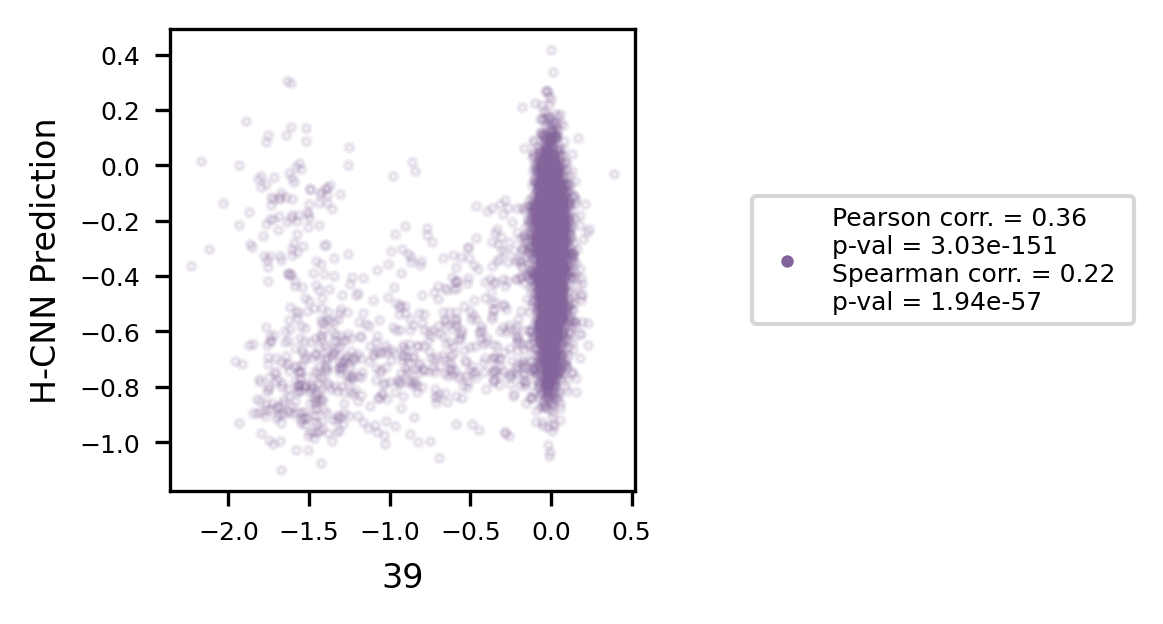 H-CNN Prediction
0.4
0.2
0.0
−0.2
−0.4
−0.6
−0.8
−1.0
−2.0 −1.5 −1.0 −0.5 0.0 0.5
39
Pearson corr. = 0.36
p-val = 3.03e-151
Spearman corr. = 0.22
p-val = 1.94e-57